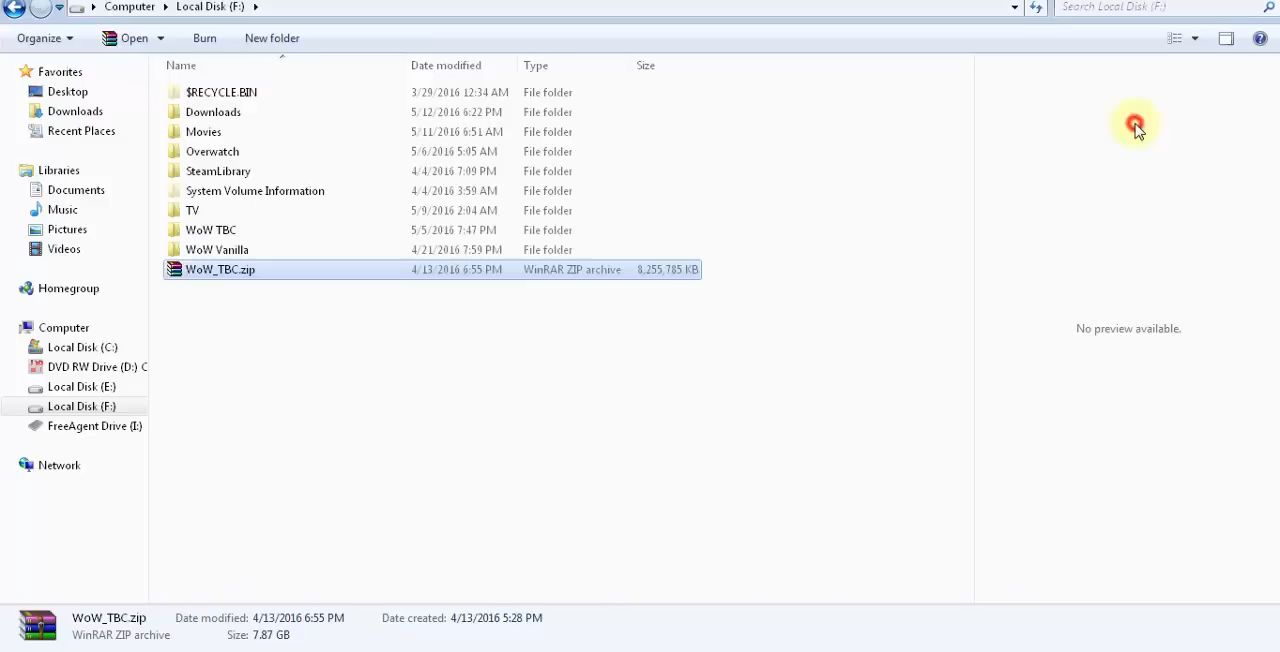 Computer Local Disk (F:) Search Local Disk (F:)
Organize Open Burn New folder
Name Date modified Type Size
Favorites
Desktop
Downloads
Recent Places
Libraries
Documents
Music
Pictures
Videos
Homegroup
Computer
Local Disk (C:)
DVD RW Drive (D:) C
Local Disk (E:)
Local Disk (F:)
FreeAgent Drive (I:)
Network
$RECYCLE.BIN 3/29/2016 12:34 AM File folder
Downloads 5/12/2016 6:22 PM File folder
Movies 5/11/2016 6:51 AM File folder
Overwatch 5/6/2016 5:05 AM File folder
SteamLibrary 4/4/2016 7:09 PM File folder
System Volume Information 4/4/2016 3:59 AM File folder
TV 5/9/2016 2:04 AM File folder
WoW TBC 5/5/2016 7:47 PM File folder
WoW Vanilla 4/21/2016 7:59 PM File folder
WoW_TBC.zip 4/13/2016 6:55 PM WinRAR ZIP archive 8,255,785 KB
No preview available.
WoW_TBC.zip Date modified: 4/13/2016 6:55 PM Date created: 4/13/2016 5:28 PM
WinRAR ZIP archive Size: 7.87 GB